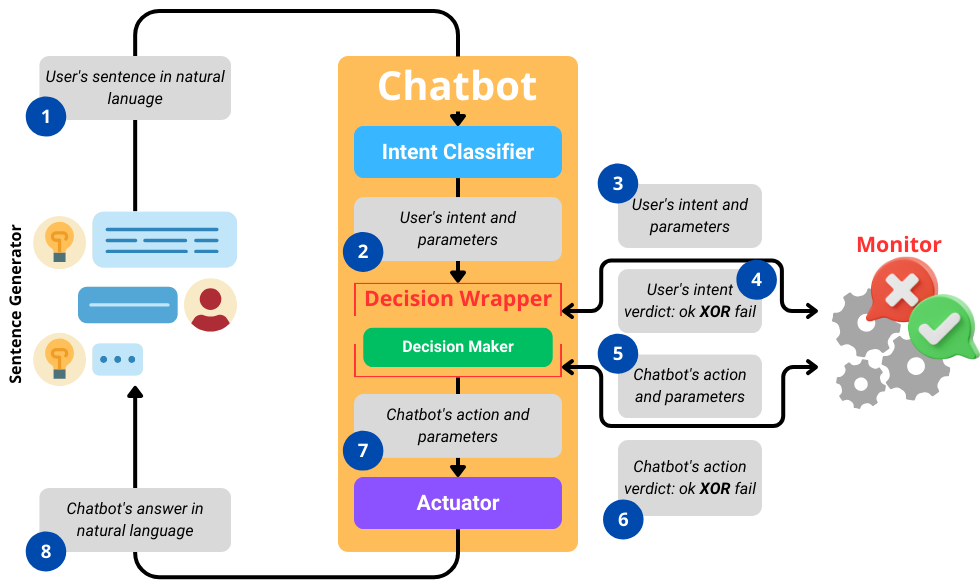 User's sentence in natural
lanuage
1
Sentence Generator
Chatbot
Intent Classifier
User's intent and
parameters
2
Decision Wrapper
Decision Maker
3
User's intent and
parameters
Monitor
4
User's intent
verdict: ok XOR fail
5
Chatbot's action
and parameters
Chatbot's action
verdict: ok XOR fail
6
Chatbot's action and
parameters
7
Actuator
Chatbot's answer in
natural language
8